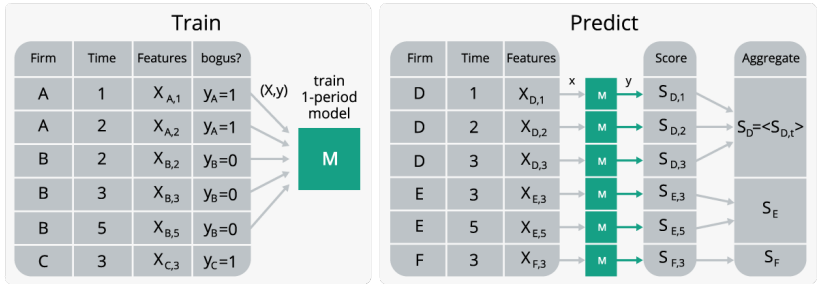 Train
Firm Time Features bogus?
A 1 X A,1 yA=1
A 2 X A,2 yA=1
B 2 XB,2 yB=0
B 3 XB,3 yB=0
B 5 XB,5 yB=0
C 3 XC,3 yC=1
(X,y)
train
1-period
model
M
Predict
Firm Time Features Score Aggregate
x y
D 1 XD,1 M SD,1
D 2 XD,2 M SD,2 SD=<SD,t>
D 3 XD,3 M SD,3
E 3 XE,3 M SE,3
SE
E 5 XE,5 M SE,5
F 3 XF,3 M SF,3 SF